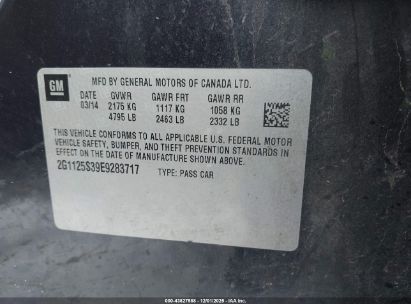 GM
MFD BY GENERAL MOTORS OF CANADA LTD.
DATE GVWR GAWR FRT GAWR RR
03/14 2175 KG 1117 KG 1058 KG
4795 LB 2463 LB 2332 LB
THIS VEHICLE CONFORMS TO ALL APPLICABLE U.S. FEDERAL MOTOR
VEHICLE SAFETY, BUMPER, AND THEFT PREVENTION STANDARDS IN
EFFECT ON THE DATE OF MANUFACTURE SHOWN ABOVE.
2G1125S39E9283717 TYPE: PASS CAR